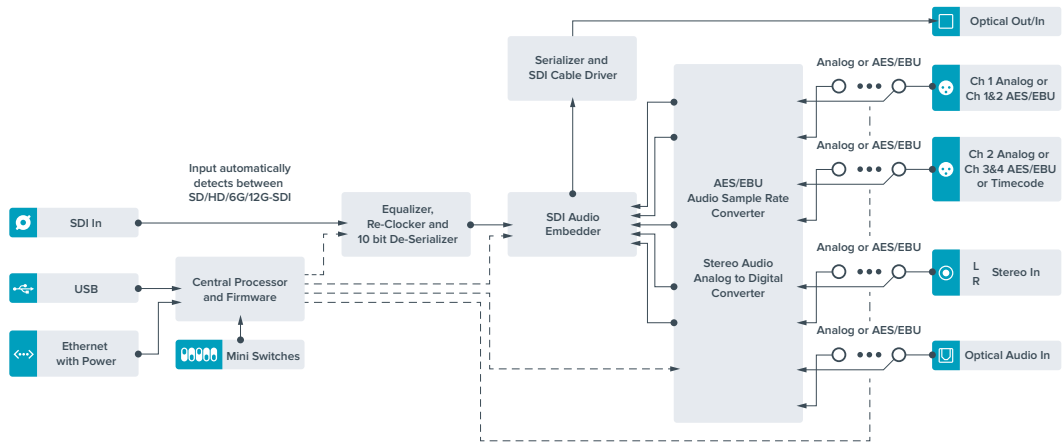 Optical Out/In
Serializer and
SDI Cable Driver
Analog or AES/EBU
Ch 1 Analog or
Ch 1&2 AES/EBU
Analog or AES/EBU
Ch 2 Analog or
Ch 3&4 AES/EBU
or Timecode
Input automatically
detects between
SD/HD/6G/12G-SDI
AES/EBU
Audio Sample Rate
Converter
SDI In
Equalizer,
Re-Clocker and
10 bit De-Serializer
SDI Audio
Embedder
Analog or AES/EBU
Stereo Audio
Analog to Digital
Converter
L
R
Stereo In
USB
Central Processor
and Firmware
Analog or AES/EBU
Ethernet
with Power
Mini Switches
Optical Audio In